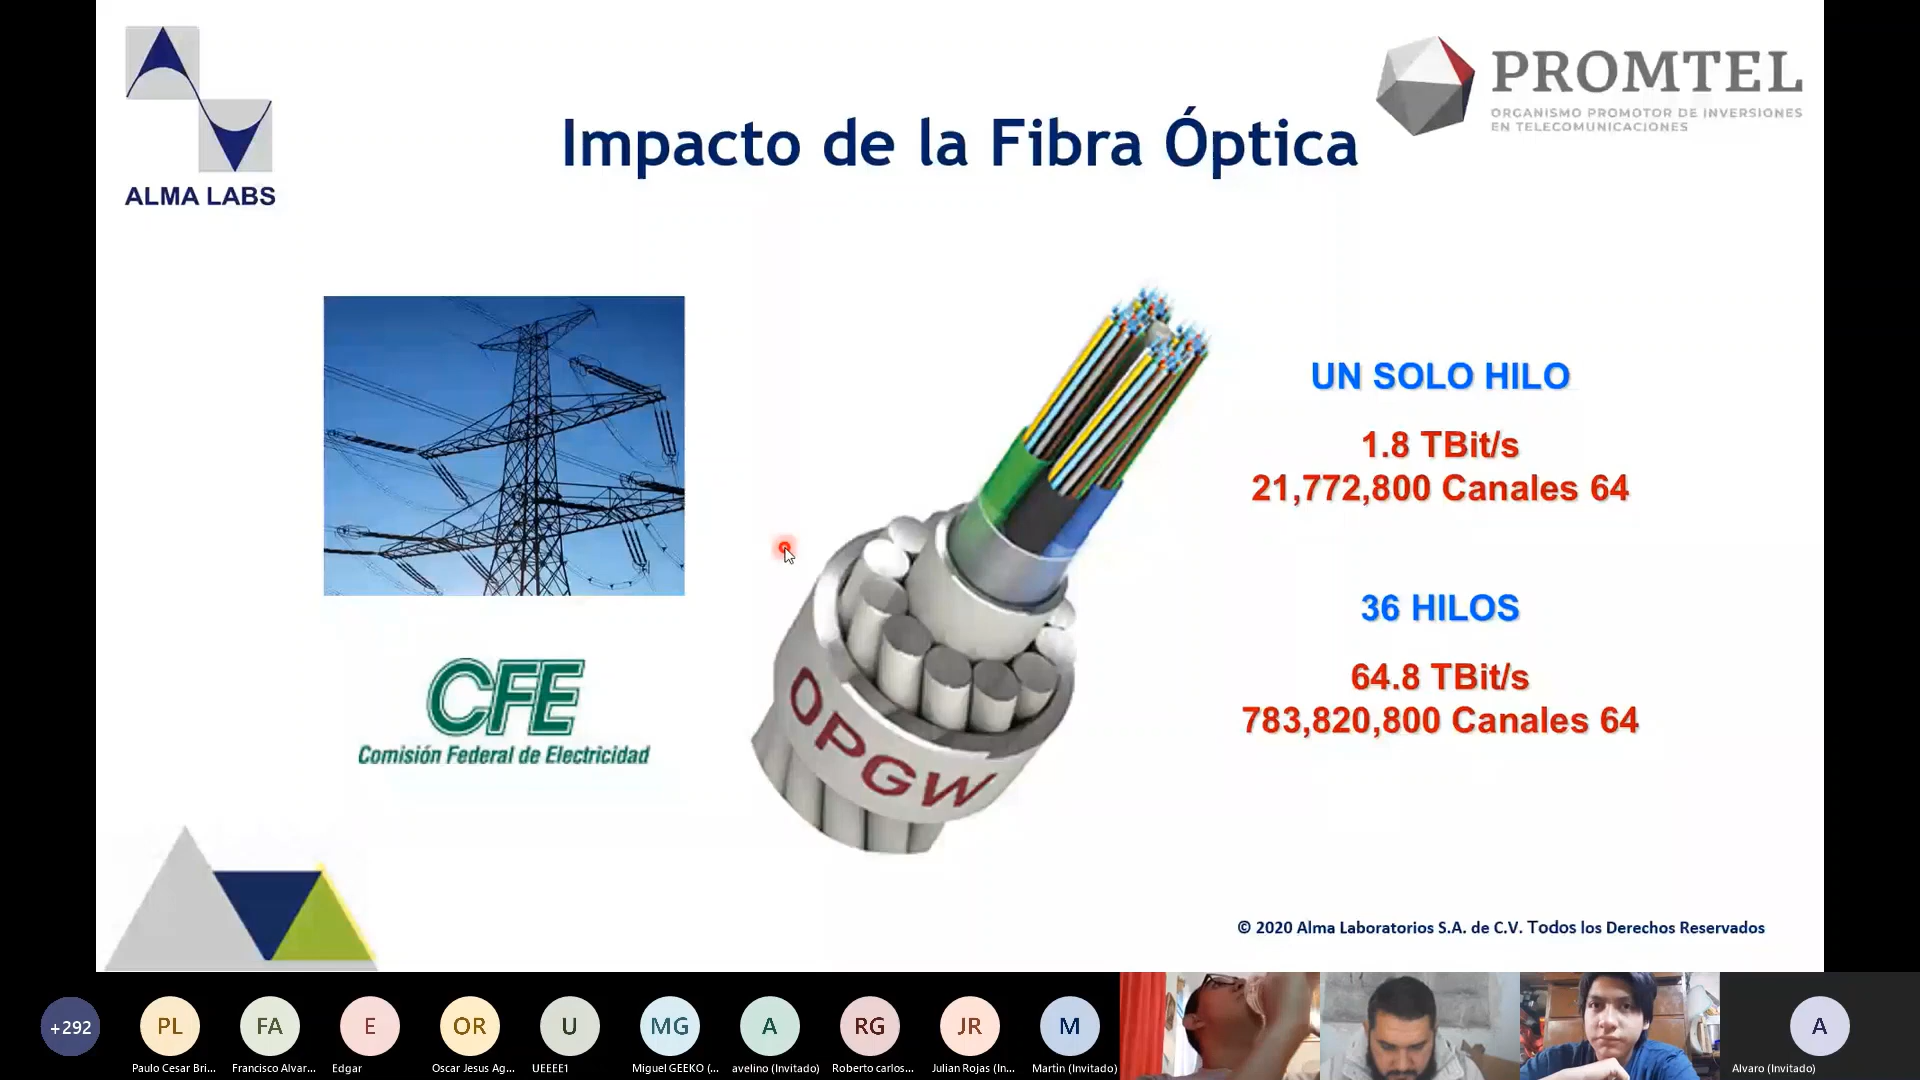 ALMA LABS
PROMTEL
ORGANISMO PROMOTOR DE INVERSIONES
EN TELECOMUNICACIONES
Impacto de la Fibra Óptica
CFE
Comisión Federal de Electricidad
OPGW
UN SOLO HILO
1.8 TBit/s
21,772,800 Canales 64
36 HILOS
64.8 TBit/s
783,820,800 Canales 64
© 2020 Alma Laboratorios S.A. de C.V. Todos los Derechos Reservados
+292
PL
FA
E
OR
U
MG
A
RG
JR
M
A
Paulo Cesar Bri...
Francisco Alvar...
Edgar
Oscar Jesus Ag...
UEEEE1
Miguel GEEKO (...
avelino (Invitado)
Roberto carlos...
Julian Rojas (In...
Martin (Invitado)
Alvaro (Invitado)